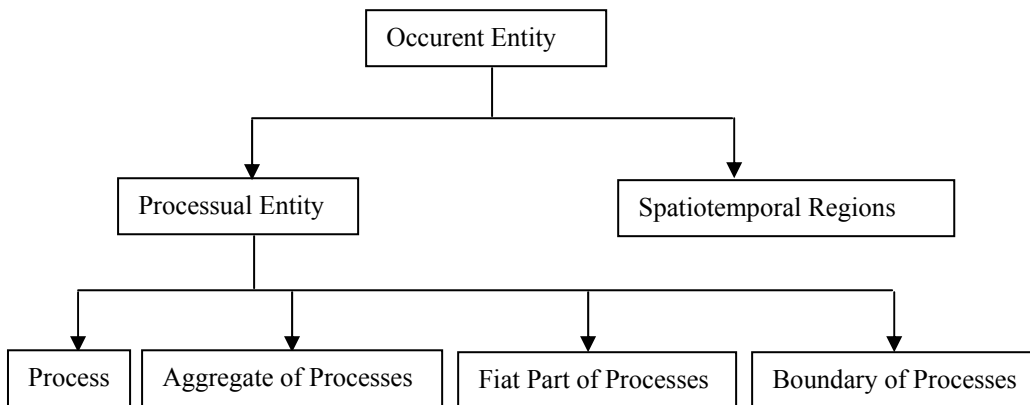 Occurent Entity
Processual Entity
Spatiotemporal Regions
Process
Aggregate of Processes
Fiat Part of Processes
Boundary of Processes